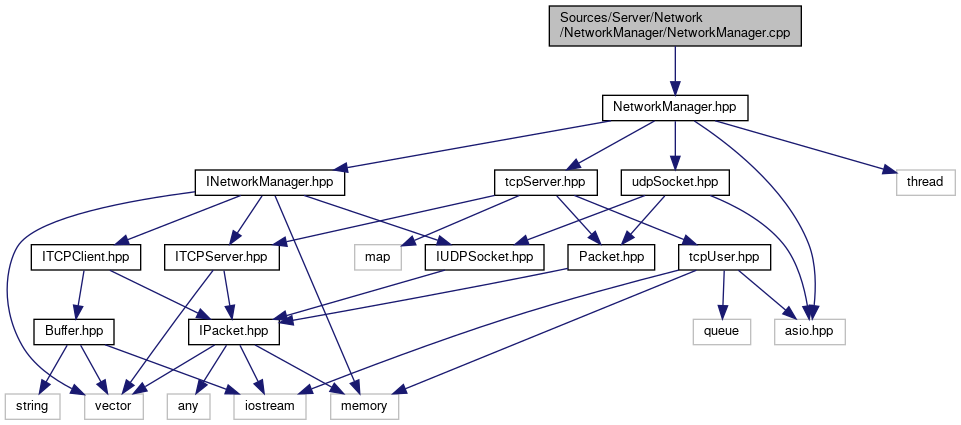 Sources/Server/Network
/NetworkManager/NetworkManager.cpp
NetworkManager.hpp
INetworkManager.hpp
tcpServer.hpp
udpSocket.hpp
thread
ITCPClient.hpp
ITCPServer.hpp
map
IUDPSocket.hpp
Packet.hpp
tcpUser.hpp
Buffer.hpp
IPacket.hpp
queue
asio.hpp
string
vector
any
iostream
memory